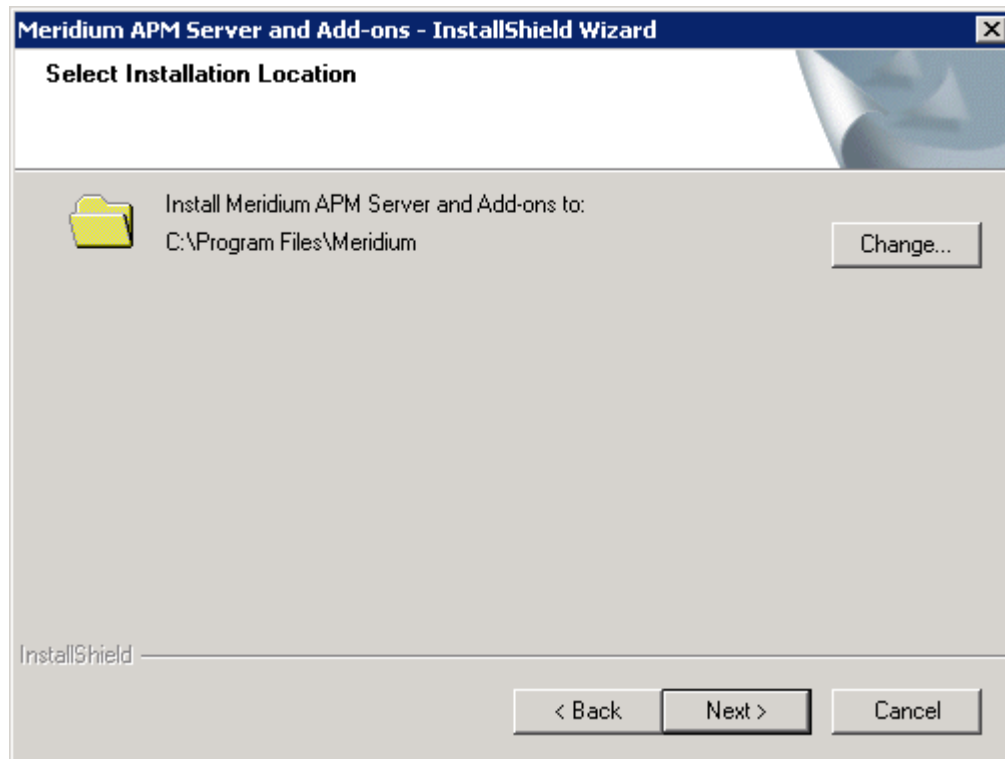 Meridium APM Server and Add-ons - InstallShield Wizard
Select Installation Location
Install Meridium APM Server and Add-ons to:
C:\Program Files\Meridium
Change...
InstallShield
< Back
Next >
Cancel